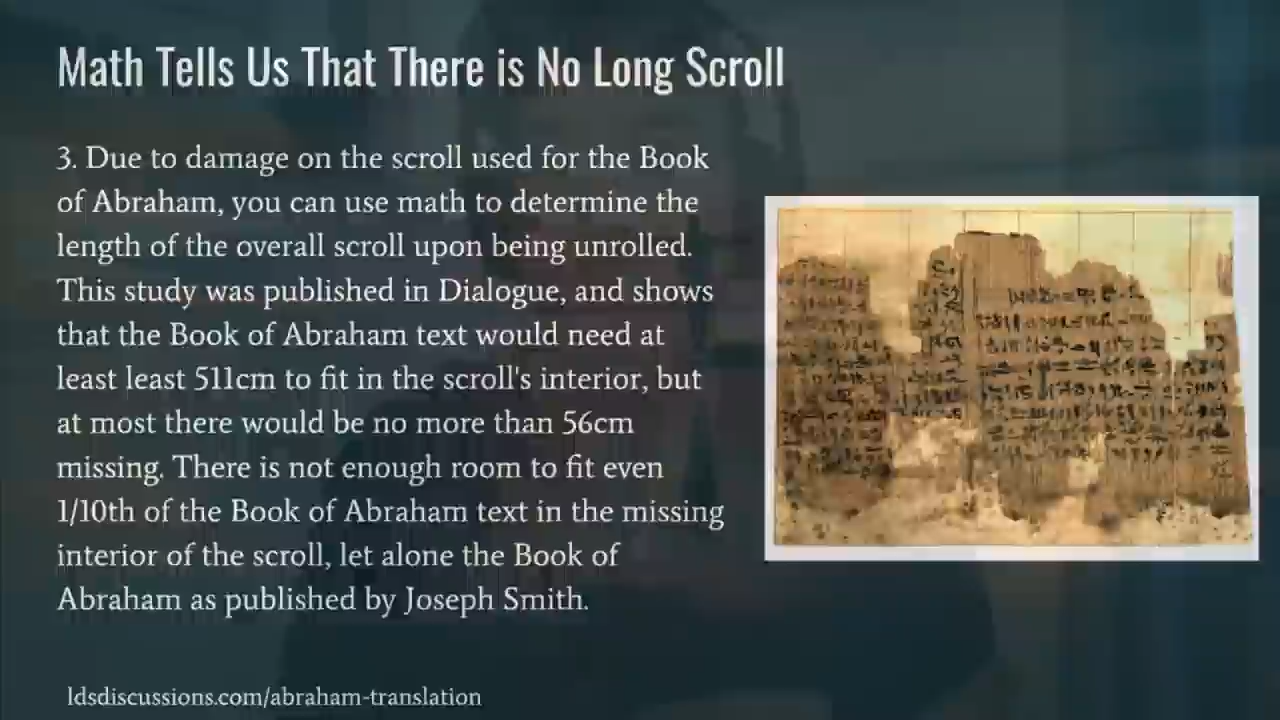 Math Tells Us That There is No Long Scroll
3. Due to damage on the scroll used for the Book
of Abraham, you can use math to determine the
length of the overall scroll upon being unrolled.
This study was published in Dialogue, and shows
that the Book of Abraham text would need at
least least 511cm to fit in the scroll's interior, but
at most there would be no more than 56cm
missing. There is not enough room to fit even
1/10th of the Book of Abraham text in the missing
interior of the scroll, let alone the Book of
Abraham as published by Joseph Smith.
ldsdiscussions.com/abraham-translation